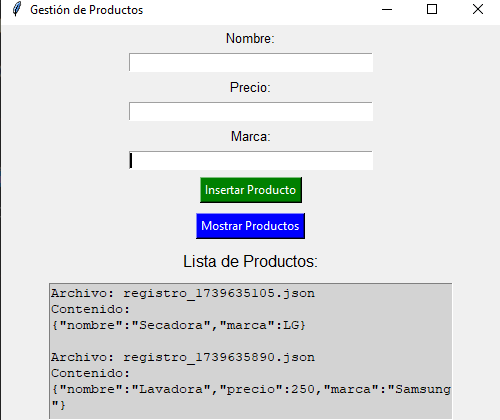 Gestión de Productos
Nombre:
Precio:
Marca:
Insertar Producto
Mostrar Productos
Lista de Productos:
Archivo: registro_1739635105.json
Contenido:
{"nombre":"Secadora","marca":LG}
Archivo: registro_1739635890.json
Contenido:
{"nombre":"Lavadora","precio":250,"marca":"Samsung
"}